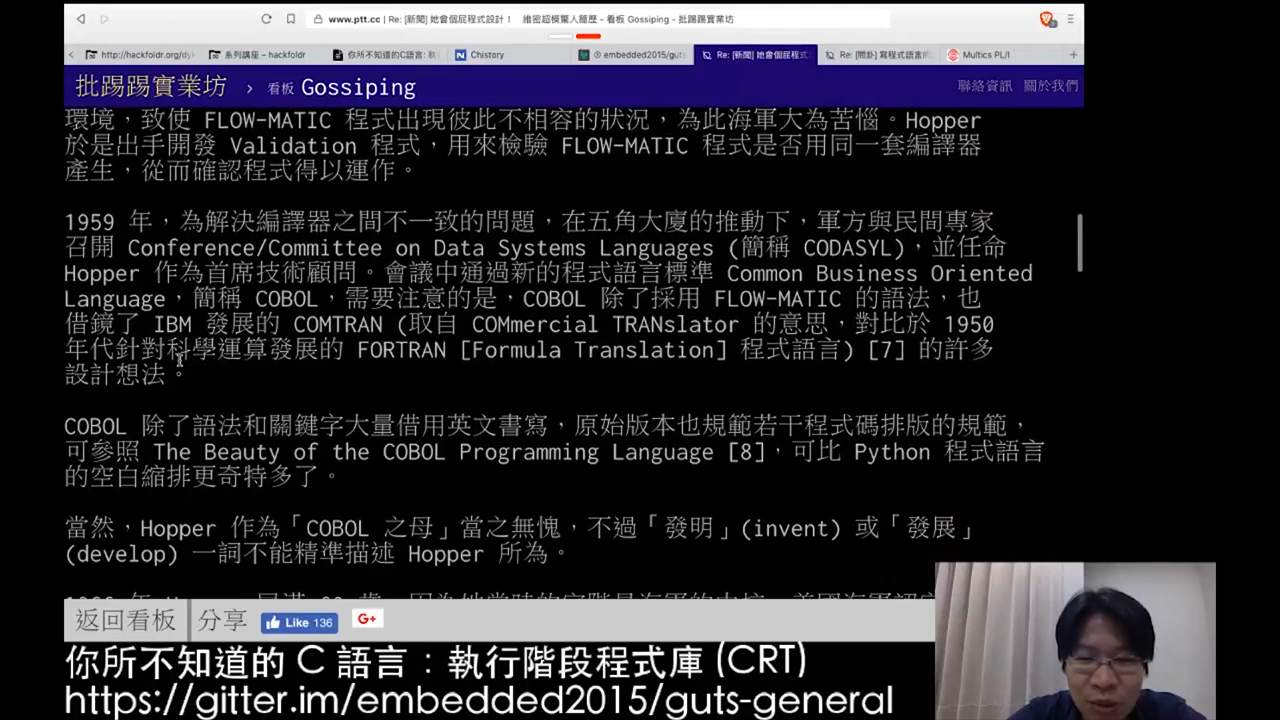 www.ptt.cc | Re: [新聞] 她會個屁程式設計！ 維密超模驚人簡歷 - 看板 Gossiping - 批踢踢實業坊
http://hackfoldr.org/dy
系列講座 – hackfoldr
你所不知道的C語言: 執
Chistory
embedded2015/guts
Re: [新聞] 她會個屁程式
Re: [問卦] 寫程式語言的
Multics PL/I
批踢踢實業坊 › 看板 Gossiping 聯絡資訊 關於我們
環境，致使 FLOW-MATIC 程式出現彼此不相容的狀況，為此海軍大為苦惱。Hopper
於是出手開發 Validation 程式，用來檢驗 FLOW-MATIC 程式是否用同一套編譯器
產生，從而確認程式得以運作。
1959 年，為解決編譯器之間不一致的問題，在五角大廈的推動下，軍方與民間專家
召開 Conference/Committee on Data Systems Languages (簡稱 CODASYL)，並任命
Hopper 作為首席技術顧問。會議中通過新的程式語言標準 Common Business Oriented
Language，簡稱 COBOL，需要注意的是，COBOL 除了採用 FLOW-MATIC 的語法，也
借鏡了 IBM 發展的 COMTRAN (取自 COMmercial TRANslator 的意思，對比於 1950
年代針對科學運算發展的 FORTRAN [Formula Translation] 程式語言) [7] 的許多
設計想法。
COBOL 除了語法和關鍵字大量借用英文書寫，原始版本也規範若干程式碼排版的規範，
可參照 The Beauty of the COBOL Programming Language [8]，可比 Python 程式語言
的空白縮排更奇特多了。
當然，Hopper 作為「COBOL 之母」當之無愧，不過「發明」(invent) 或「發展」
(develop) 一詞不能精準描述 Hopper 所為。
返回看板 分享 Like 136 G+
你所不知道的 C 語言：執行階段程式庫 (CRT)
https://gitter.im/embedded2015/guts-general